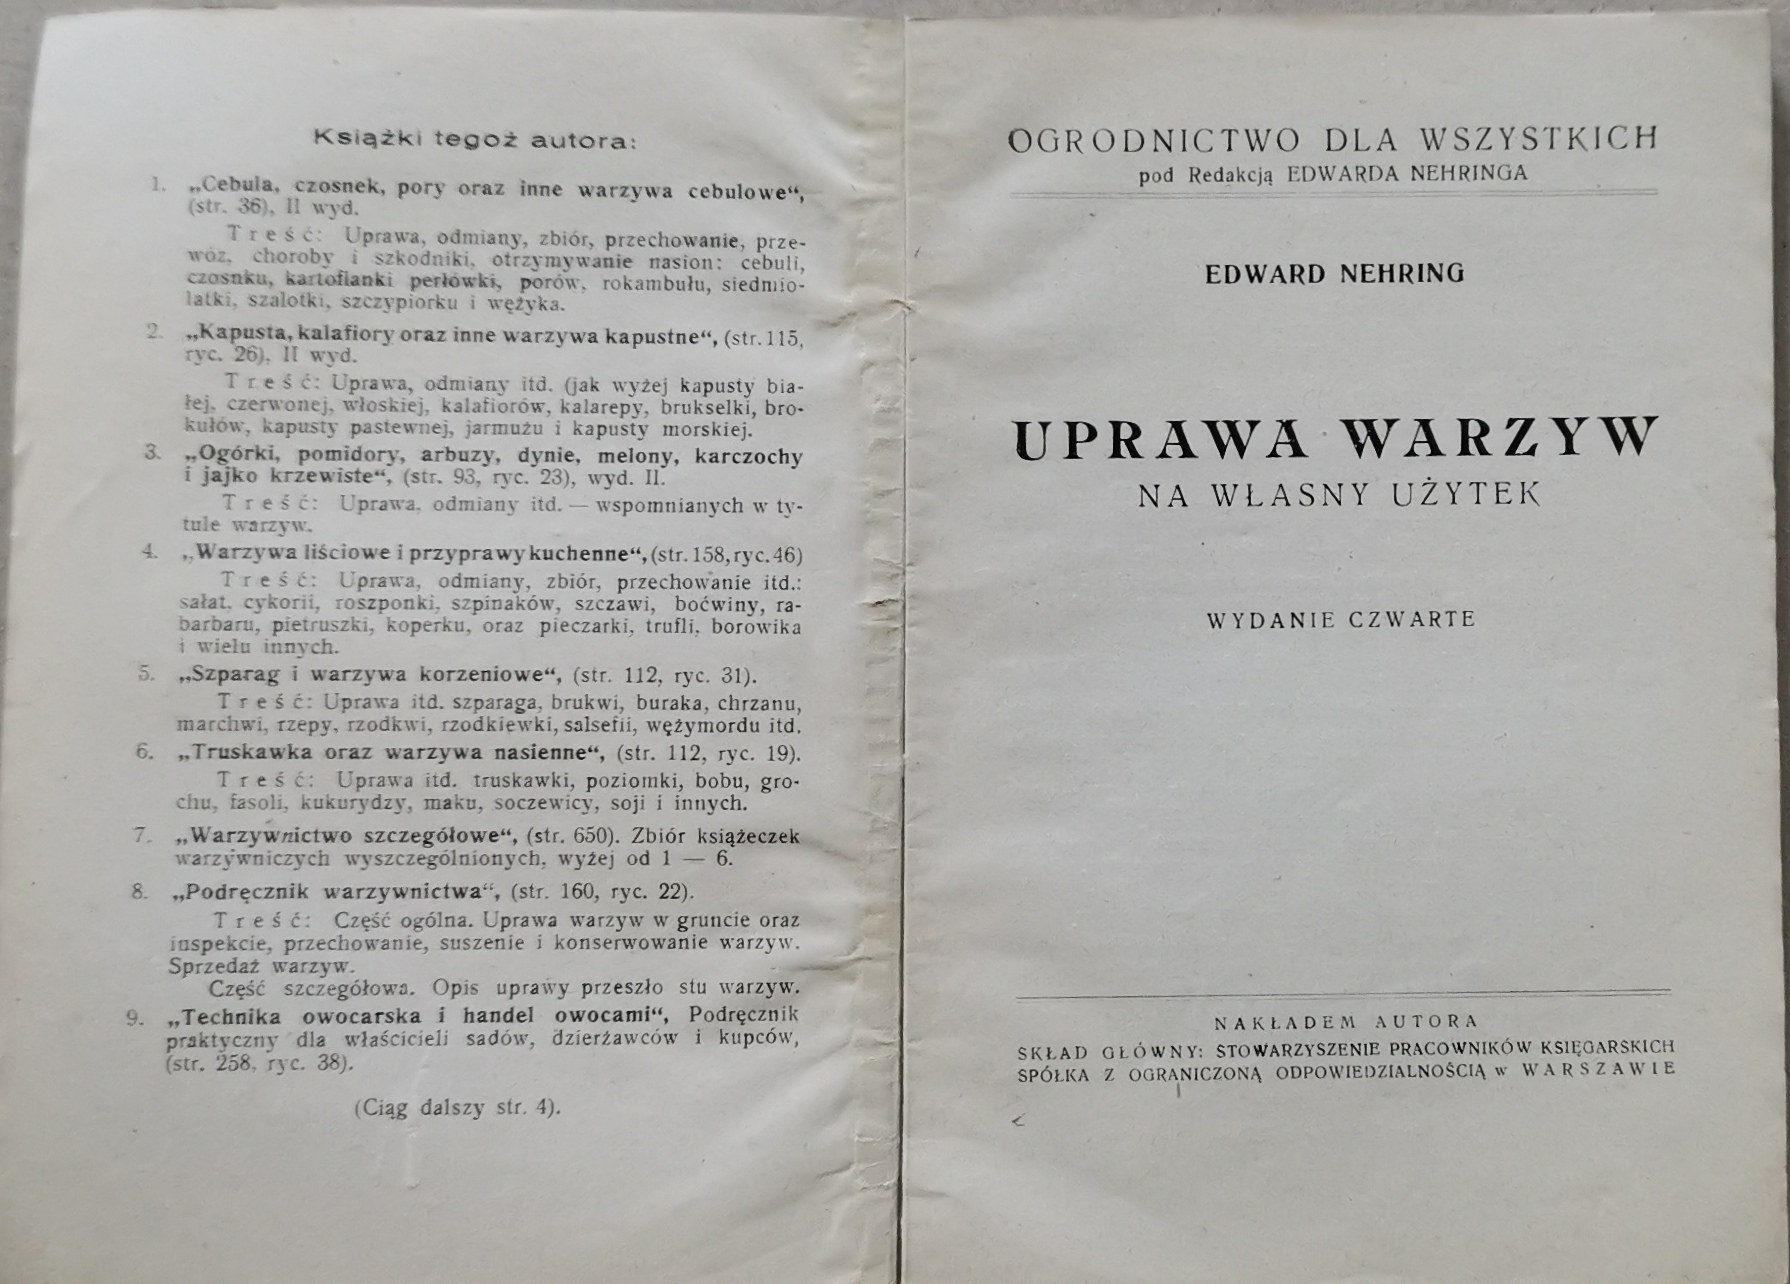 Książki tegoż autora:
1. „Cebula, czosnek, pory oraz inne warzywa cebulowe“,
(str. 36), II wyd.
Treść: Uprawa, odmiany, zbiór, przechowanie, prze-
wóz, choroby i szkodniki, otrzymywanie nasion: cebuli,
czosnku, kartoflanki perłówki, porów, rokambułu, siedmio-
latki, szalotki, szczypiorku i wężyka.
2. „Kapusta, kalafiory oraz inne warzywa kapustne“, (str. 115,
ryc. 26), II wyd.
Treść: Uprawa, odmiany itd. (jak wyżej kapusty bia-
łej, czerwonej, włoskiej, kalafiorów, kalarepy, brukselki, bro-
kułów, kapusty pastewnej, jarmużu i kapusty morskiej.
3. „Ogórki, pomidory, arbuzy, dynie, melony, karczochy
i jajko krzewiste“, (str. 93, ryc. 23), wyd. II.
Treść: Uprawa, odmiany itd. — wspomnianych w ty-
tule warzyw.
4. „Warzywa liściowe i przyprawy kuchenne“, (str. 158, ryc. 46)
Treść: Uprawa, odmiany, zbiór, przechowanie itd.:
sałat, cykorii, roszponki, szpinaków, szczawi, boćwiny, ra-
barbaru, pietruszki, koperku, oraz pieczarki, trufli, borowika
i wielu innych.
5. „Szparag i warzywa korzeniowe“, (str. 112, ryc. 31).
Treść: Uprawa itd. szparaga, brukwi, buraka, chrzanu,
marchwi, rzepy, rzodkwi, rzodkiewki, salsefii, wężymordu itd.
6. „Truskawka oraz warzywa nasienne“, (str. 112, ryc. 19).
Treść: Uprawa itd. truskawki, poziomki, bobu, gro-
chu, fasoli, kukurydzy, maku, soczewicy, soji i innych.
7. „Warzywnictwo szczegółowe“, (str. 650). Zbiór książeczek
warzywniczych wyszczególnionych, wyżej od 1 — 6.
8. „Podręcznik warzywnictwa“, (str. 160, ryc. 22).
Treść: Część ogólna. Uprawa warzyw w gruncie oraz
inspekcie, przechowanie, suszenie i konserwowanie warzyw.
Sprzedaż warzyw.
Część szczegółowa. Opis uprawy przeszło stu warzyw.
9. „Technika owocarska i handel owocami“, Podręcznik
praktyczny dla właścicieli sadów, dzierżawców i kupców,
(str. 258, ryc. 38).
(Ciąg dalszy str. 4).
OGRODNICTWO DLA WSZYSTKICH
pod Redakcją EDWARDA NEHRINGA
EDWARD NEHRING
UPRAWA WARZYW
NA WŁASNY UŻYTEK
WYDANIE CZWARTE
NAKŁADEM AUTORA
SKŁAD GŁÓWNY: STOWARZYSZENIE PRACOWNIKÓW KSIĘGARSKICH
SPÓŁKA Z OGRANICZONĄ ODPOWIEDZIALNOŚCIĄ w WARSZAWIE